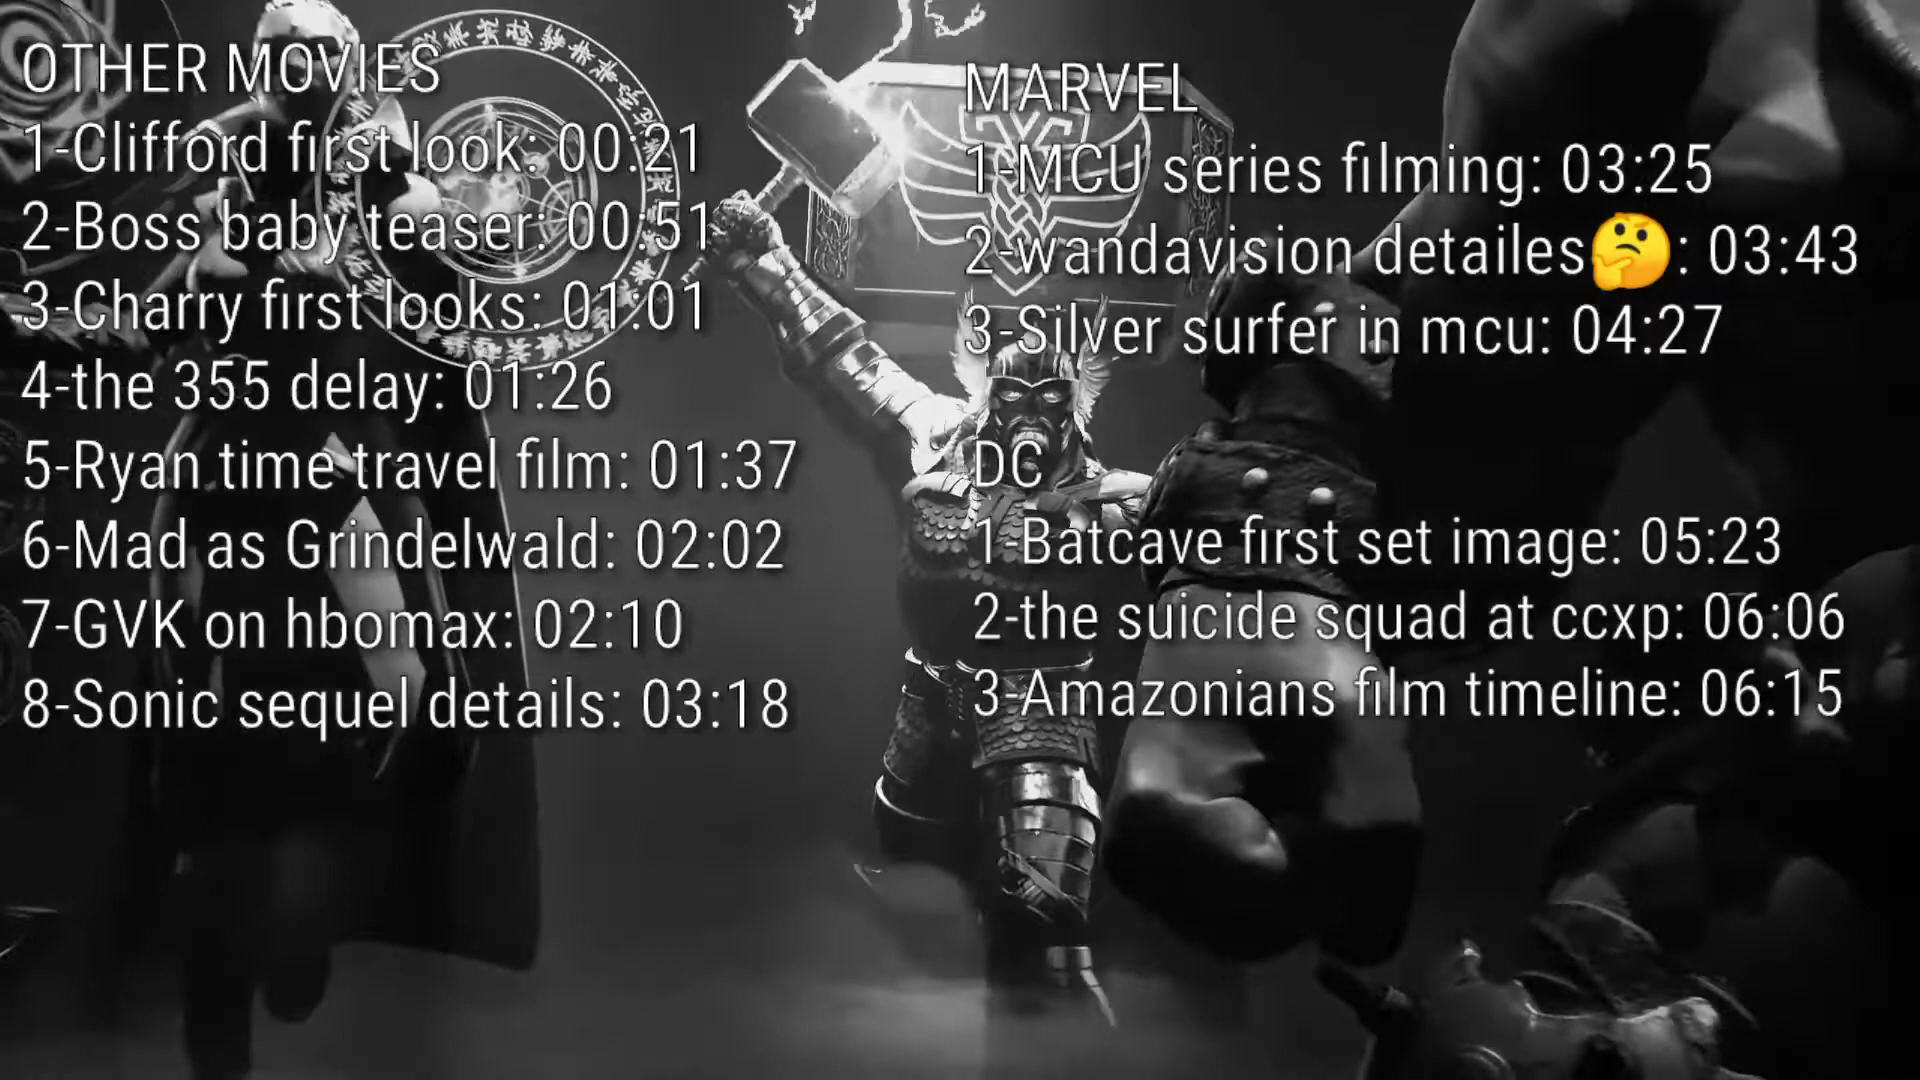 OTHER MOVIES
1-Clifford first look: 00:21
2-Boss baby teaser: 00:51
3-Charry first looks: 01:01
4-the 355 delay: 01:26
5-Ryan time travel film: 01:37
6-Mad as Grindelwald: 02:02
7-GVK on hbomax: 02:10
8-Sonic sequel details: 03:18
MARVEL
1-MCU series filming: 03:25
2-wandavision detailes🤔: 03:43
3-Silver surfer in mcu: 04:27
DC
1-Batcave first set image: 05:23
2-the suicide squad at ccxp: 06:06
3-Amazonians film timeline: 06:15